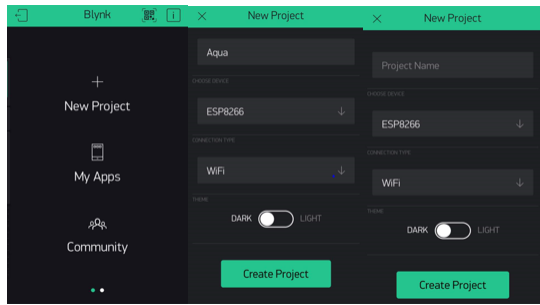 Blynk
New Project
My Apps
Community
New Project
Aqua
CHOOSE DEVICE
ESP8266
CONNECTION TYPE
WiFi
THEME
DARK LIGHT
Create Project
New Project
Project Name
CHOOSE DEVICE
ESP8266
CONNECTION TYPE
WiFi
THEME
DARK LIGHT
Create Project